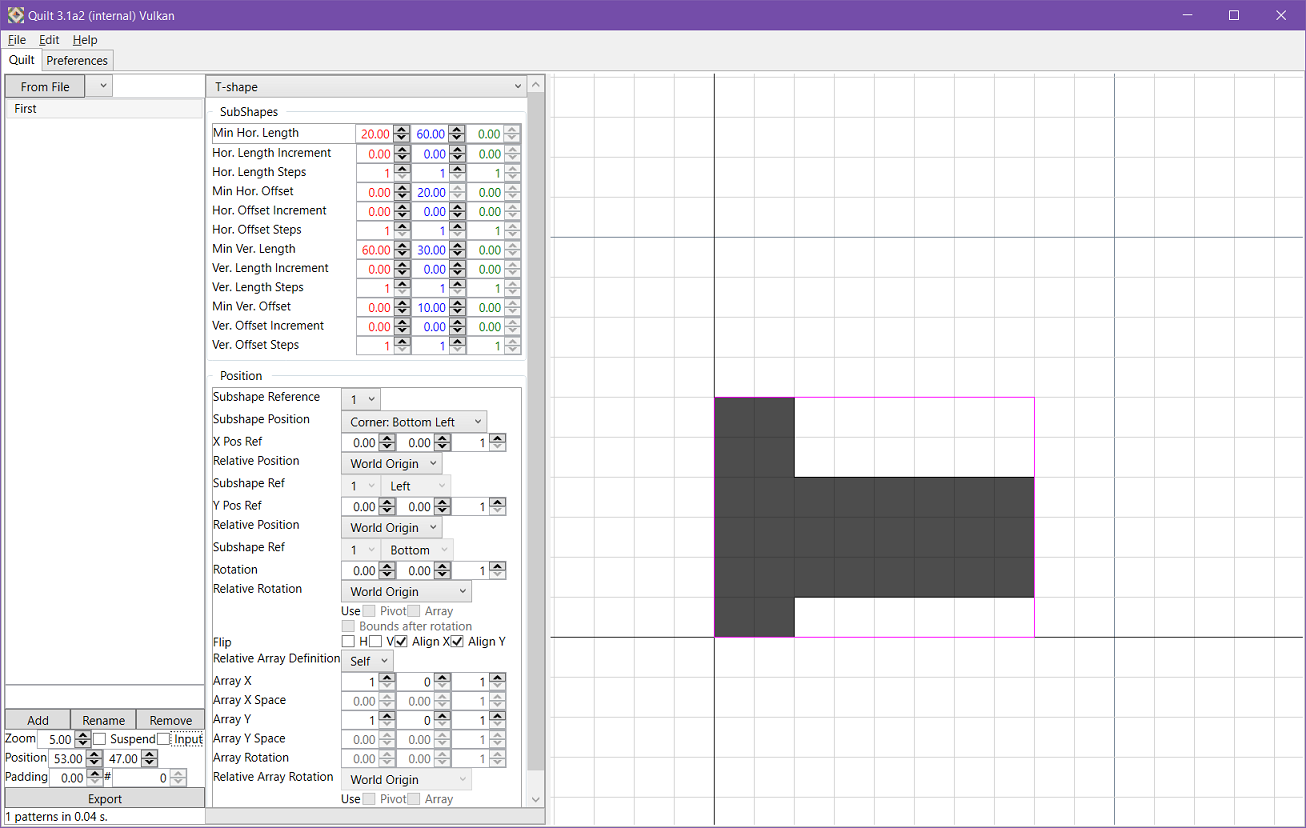 Quilt 3.1a2 (internal) Vulkan
File Edit Help
Quilt Preferences
From File
First
T-shape
SubShapes
Min Hor. Length 20.00 60.00 0.00
Hor. Length Increment 0.00 0.00 0.00
Hor. Length Steps 1 1 1
Min Hor. Offset 0.00 20.00 0.00
Hor. Offset Increment 0.00 0.00 0.00
Hor. Offset Steps 1 1 1
Min Ver. Length 60.00 30.00 0.00
Ver. Length Increment 0.00 0.00 0.00
Ver. Length Steps 1 1 1
Min Ver. Offset 0.00 10.00 0.00
Ver. Offset Increment 0.00 0.00 0.00
Ver. Offset Steps 1 1 1
Position
Subshape Reference 1
Subshape Position Corner: Bottom Left
X Pos Ref 0.00 0.00 1
Relative Position World Origin
Subshape Ref 1 Left
Y Pos Ref 0.00 0.00 1
Relative Position World Origin
Subshape Ref 1 Bottom
Rotation 0.00 0.00 1
Relative Rotation World Origin
Use Pivot Array
Bounds after rotation
Flip H V Align X Align Y
Relative Array Definition Self
Array X 1 0 1
Array X Space 0.00 0.00 1
Array Y 1 0 1
Array Y Space 0.00 0.00 1
Array Rotation 0.00 0.00 1
Relative Array Rotation World Origin
Use Pivot Array
Add Rename Remove
Zoom 5.00 Suspend Input
Position 53.00 47.00
Padding 0.00 # 0
Export
1 patterns in 0.04 s.